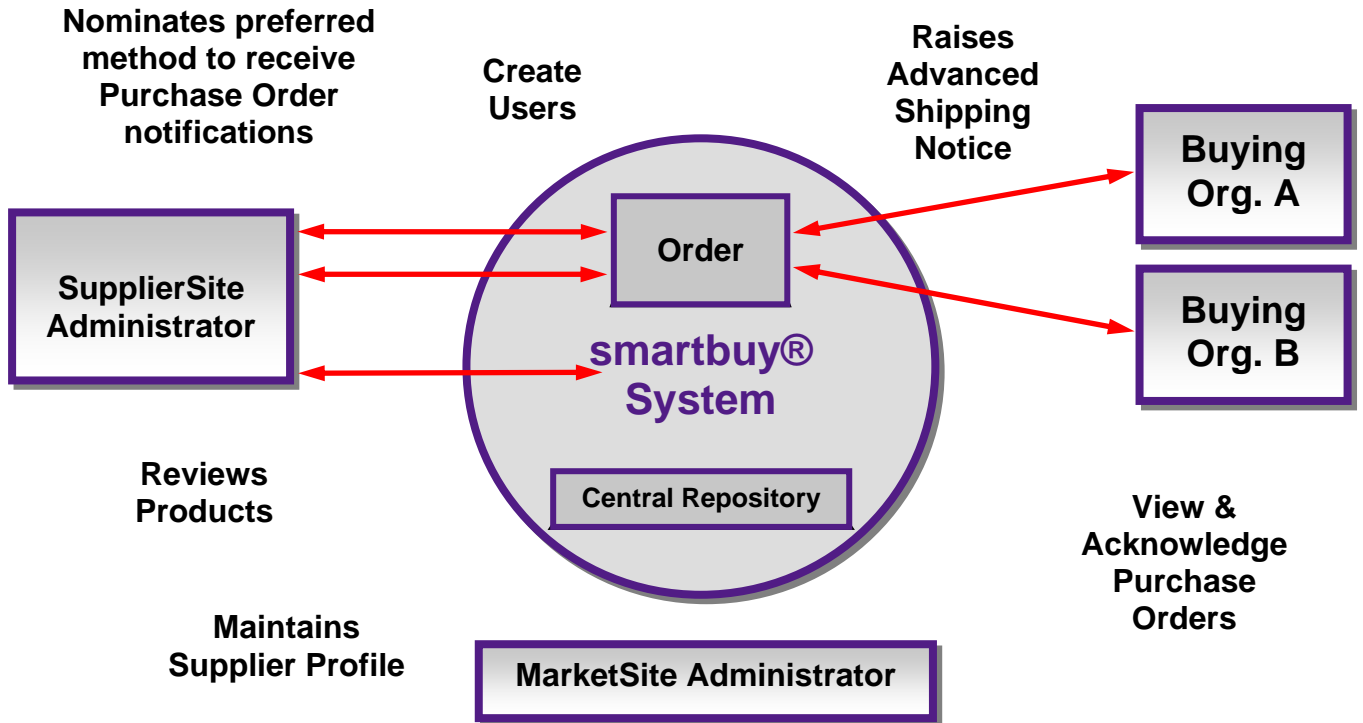 Nominates preferred
method to receive
Purchase Order
notifications
Create
Users
Raises
Advanced
Shipping
Notice
Buying
Org. A
Order
SupplierSite
Administrator
Buying
Org. B
smartbuy®
System
Reviews
Products
Central Repository
View &
Acknowledge
Purchase
Orders
Maintains
Supplier Profile
MarketSite Administrator